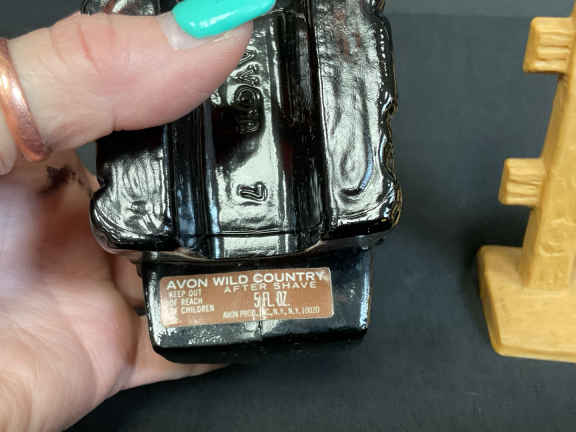 AVON
7
AVON WILD COUNTRY
AFTER SHAVE
KEEP OUT
OF REACH
OF CHILDREN
5 FL. OZ.
AVON PROD., INC., N.Y., N.Y. 10020